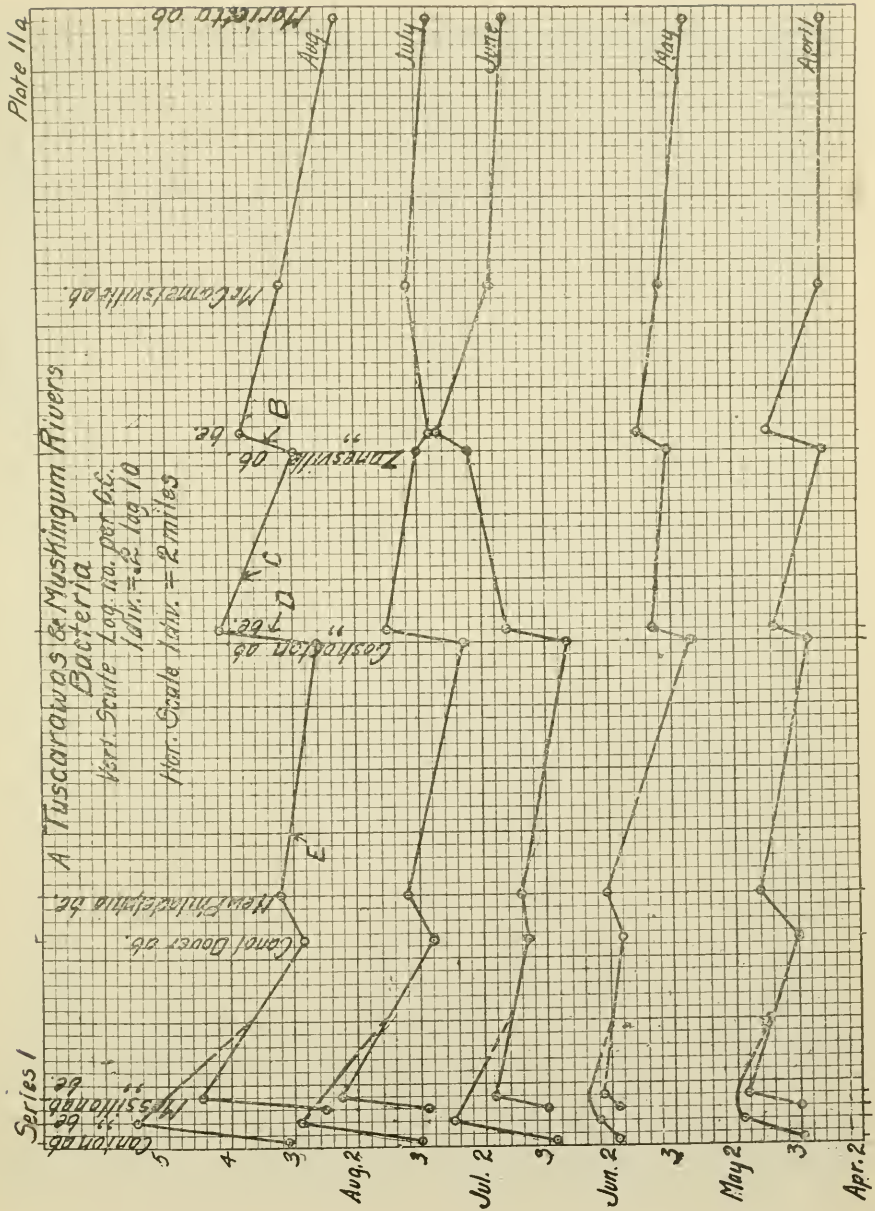 Plate 11a
Series 1
A Tuscarawas & Muskingum Rivers
Bacteria
Vert. Scale Log. no. per C.C.
1 div. = .2 log 10
Hor. Scale 1 div. = 2 miles
Canton ab.
" be.
Massillon ab.
" be.
Canal Dover ab.
New Philadelphia be.
Coshocton ab.
" be.
Zanesville ab.
" be.
McConnelsville ab.
Marietta ab.
Aug.
July
June
May
April
B
C
D
E
5
4
3
Aug. 2
3
Jul. 2
3
Jun. 2
3
May 2
3
Apr. 2